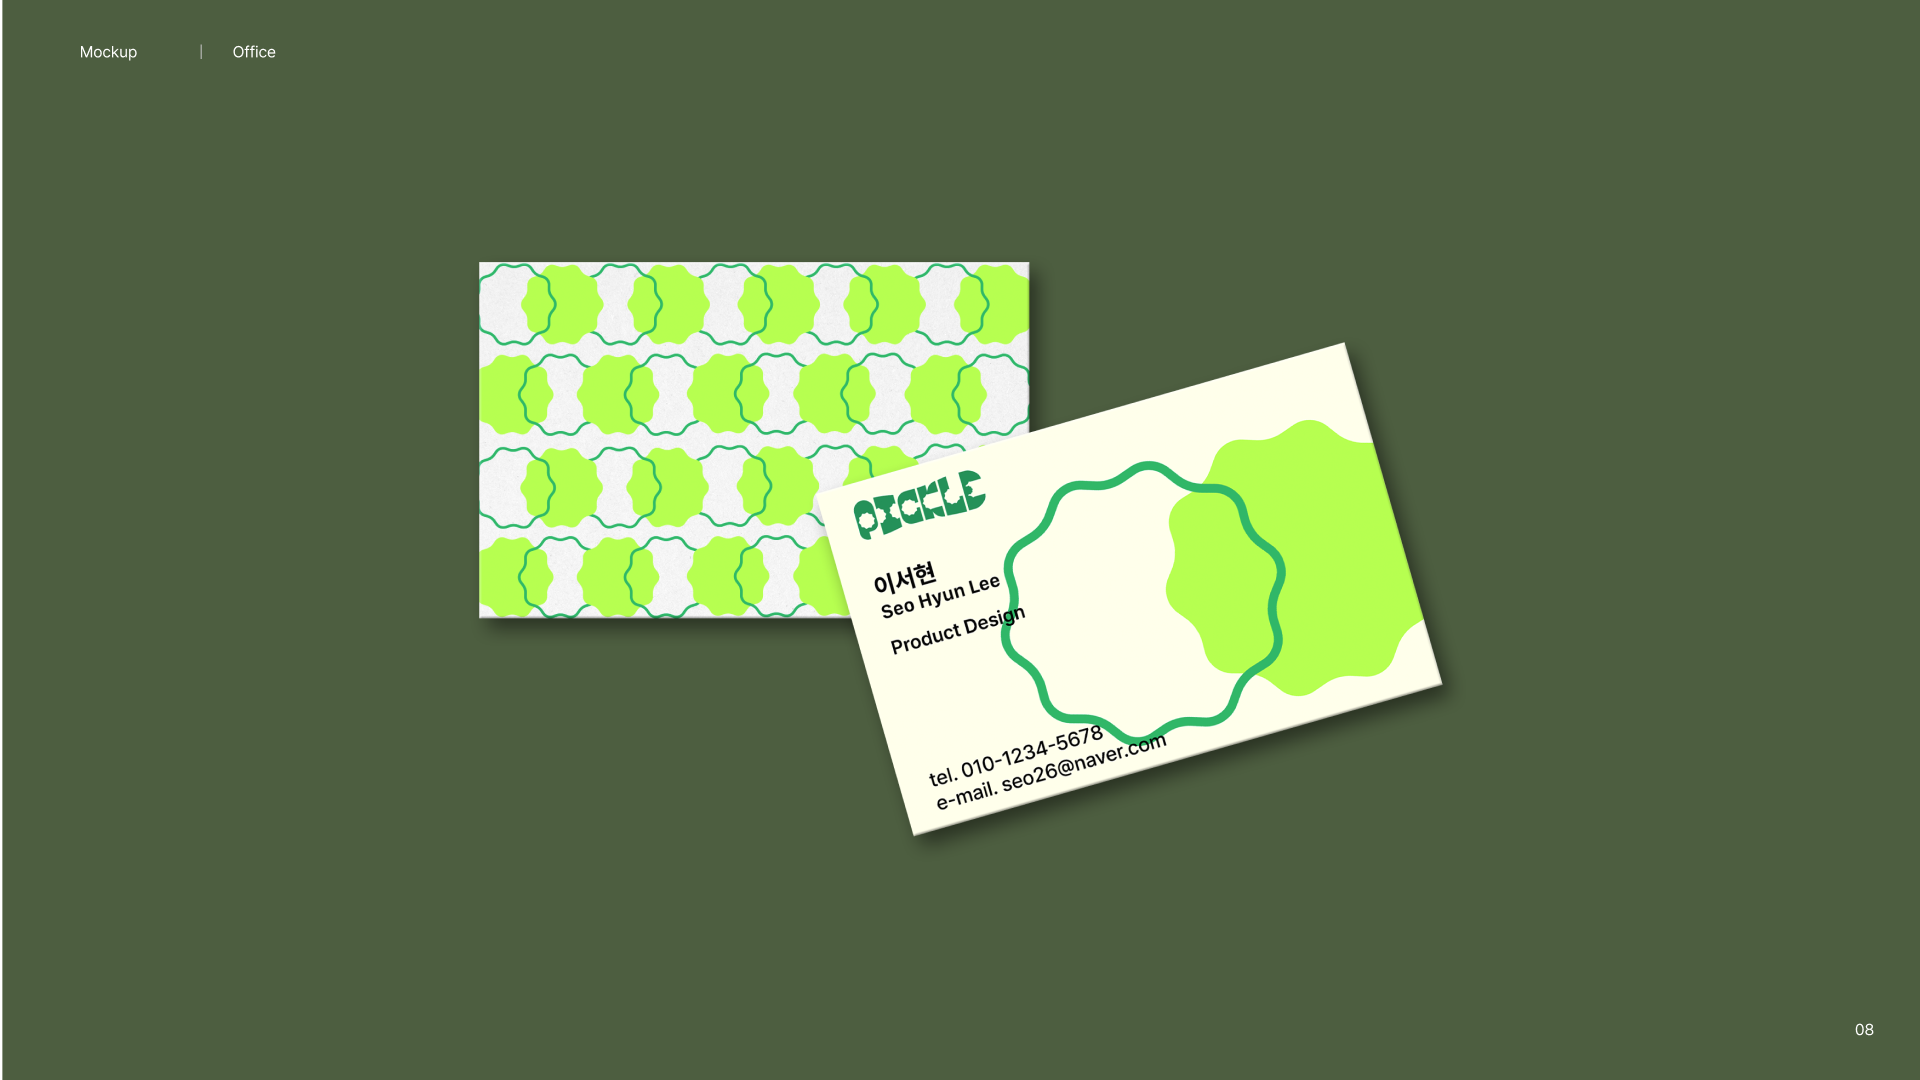 Mockup | Office
PICKLE
이서현
Seo Hyun Lee
Product Design
tel. 010-1234-5678
e-mail. seo26@naver.com
08